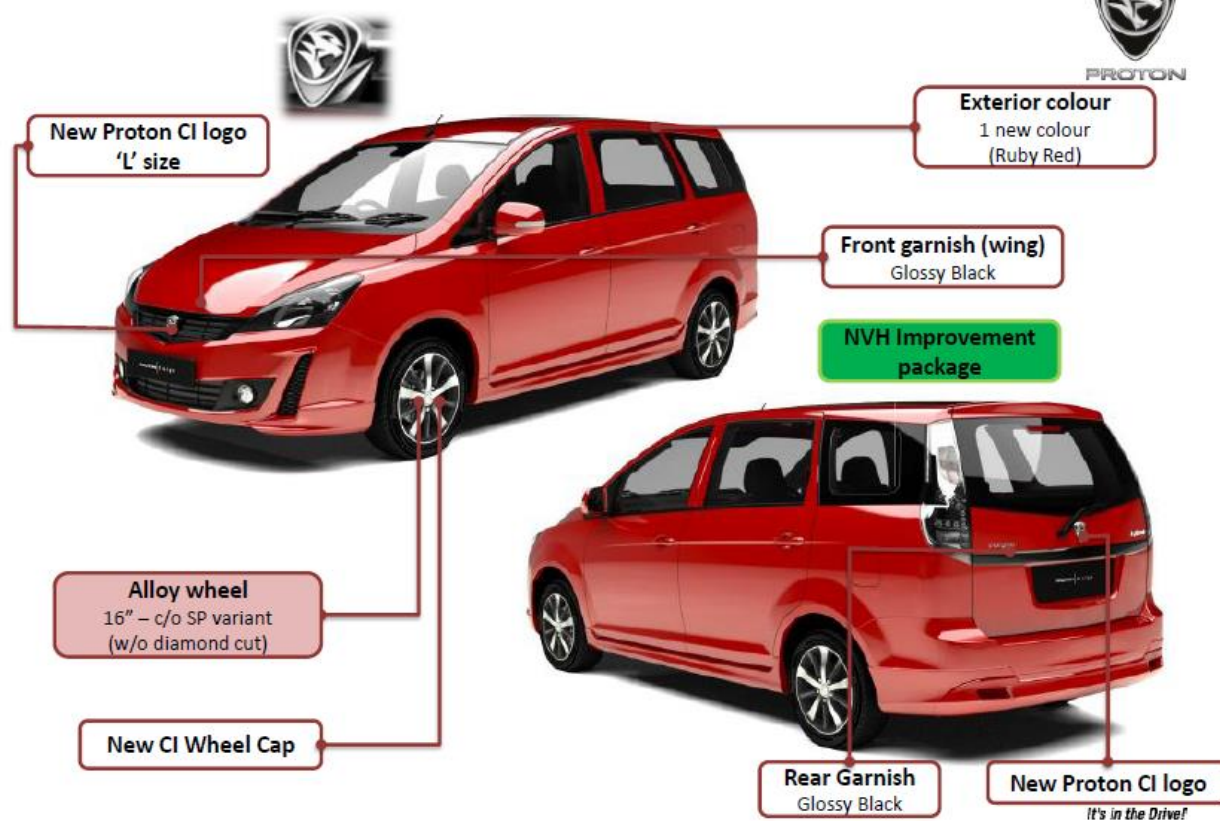 PROTON
New Proton CI logo
‘L’ size
Exterior colour
1 new colour
(Ruby Red)
Front garnish (wing)
Glossy Black
NVH Improvement
package
Alloy wheel
16” – c/o SP variant
(w/o diamond cut)
New CI Wheel Cap
Rear Garnish
Glossy Black
New Proton CI logo
It's in the Drive!